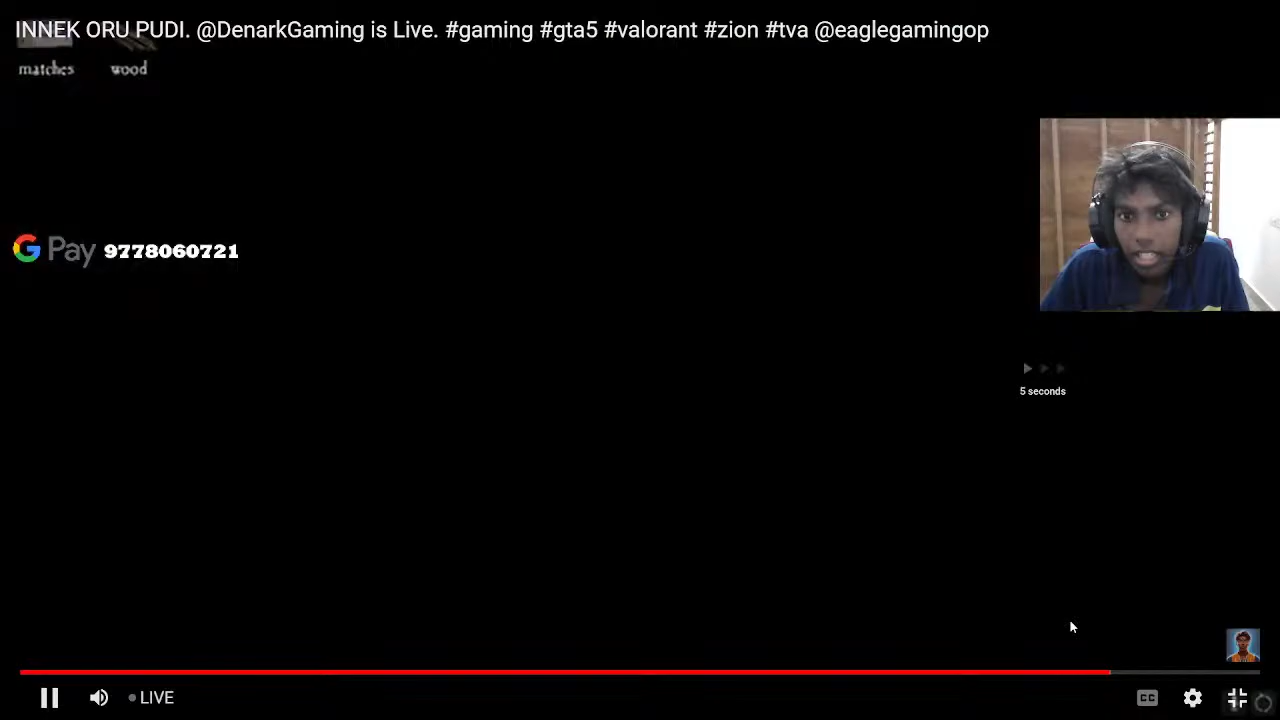 INNEK ORU PUDI. @DenarkGaming is Live. #gaming #gta5 #valorant #zion #tva @eaglegamingop
matches wood
G Pay 9778060721
5 seconds
LIVE
CC